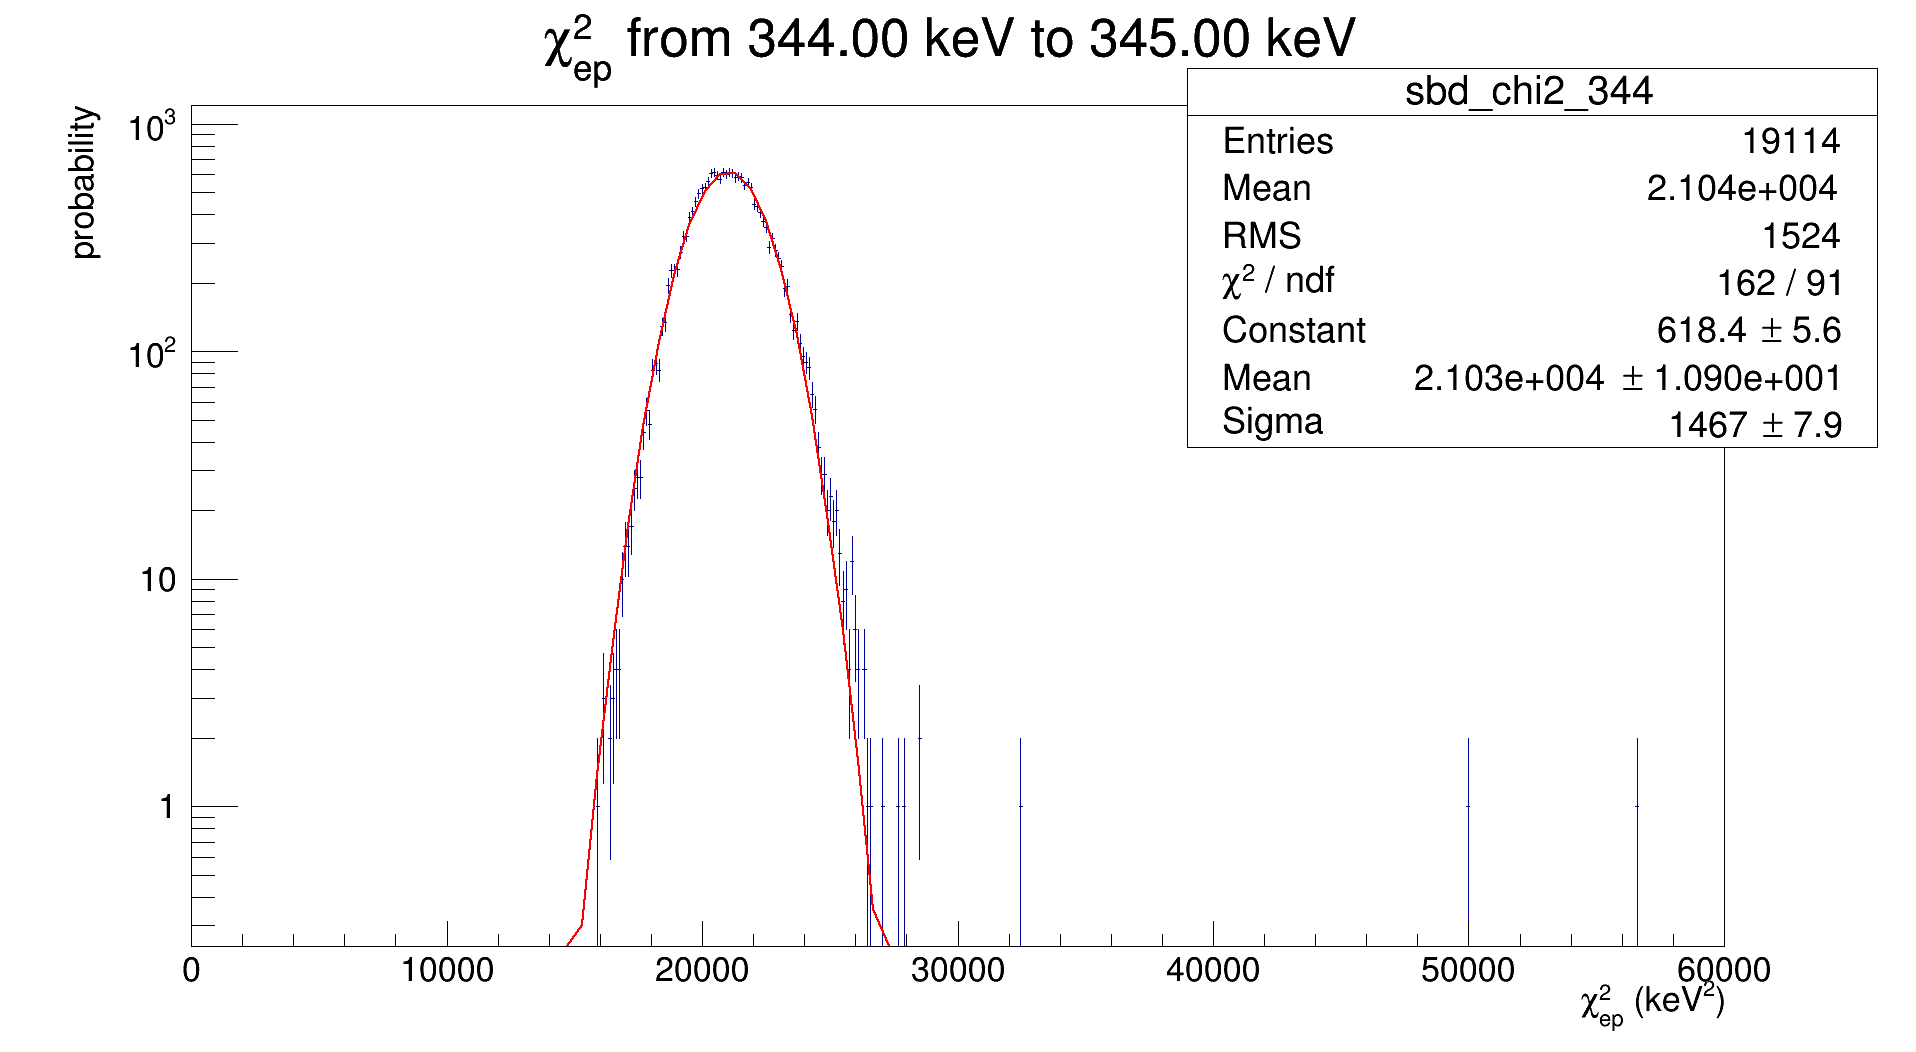 χ²ep from 344.00 keV to 345.00 keV
sbd_chi2_344
Entries 19114
Mean 2.104e+004
RMS 1524
χ² / ndf 162 / 91
Constant 618.4 ± 5.6
Mean 2.103e+004 ± 1.090e+001
Sigma 1467 ± 7.9
probability
10³
10²
10
1
0 10000 20000 30000 40000 50000 60000
χ²ep (keV²)